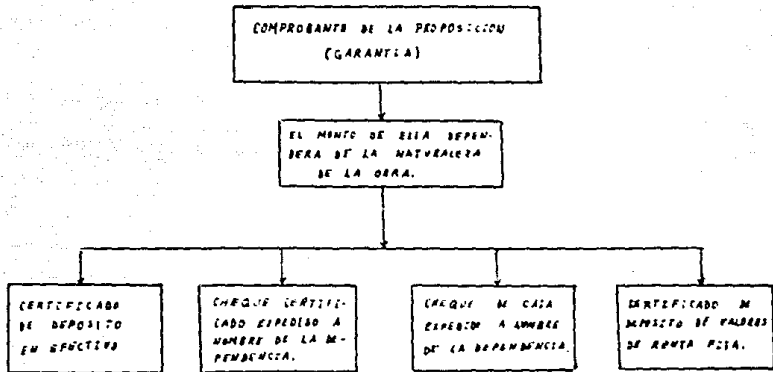 COMPROBANTE DE LA PROPOSICION
(GARANTIA)
EL MONTO DE ELLA DEPEN-
DERA DE LA NATURALEZA
DE LA OBRA.
CERTIFICADO
DE DEPOSITO
EN EFECTIVO
CHEQUE CERTIFI-
CADO EXPEDIDO A
NOMBRE DE LA DE-
PENDENCIA.
CHEQUE DE CAJA
EXPEDIDO A NOMBRE
DE LA DEPENDENCIA.
CERTIFICADO DE
DEPOSITO DE VALORES
DE RENTA FIJA.